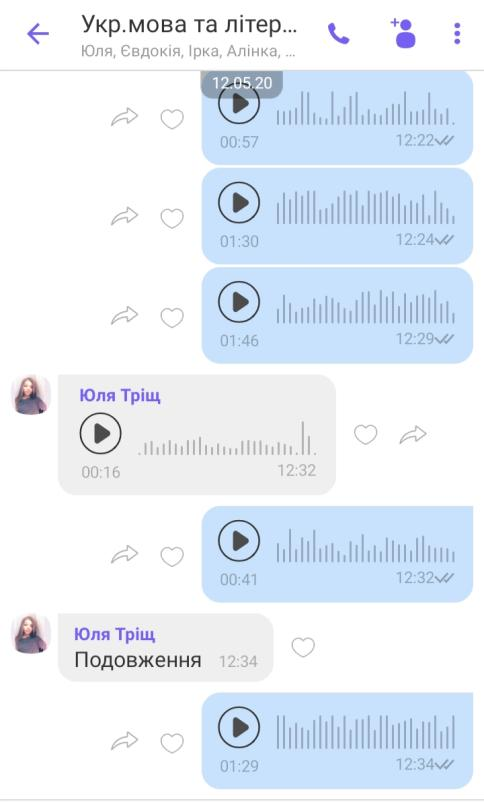 Укр.мова та літер...
Юля, Євдокія, Ірка, Алінка, ...
12.05.20
00:57 12:22
01:30 12:24
01:46 12:29
Юля Тріщ
00:16 12:32
00:41 12:32
Юля Тріщ
Подовження 12:34
01:29 12:34